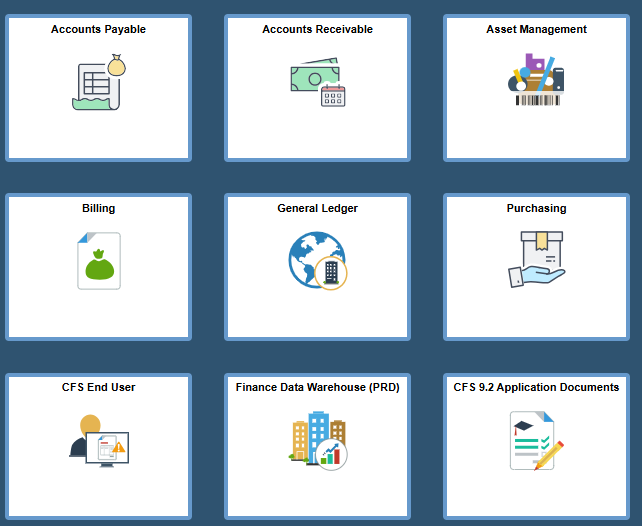 Accounts Payable
Accounts Receivable
Asset Management
Billing
General Ledger
Purchasing
CFS End User
Finance Data Warehouse (PRD)
CFS 9.2 Application Documents